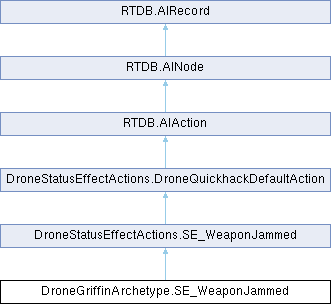 RTDB.AIRecord
RTDB.AINode
RTDB.AIAction
DroneStatusEffectActions.DroneQuickhackDefaultAction
DroneStatusEffectActions.SE_WeaponJammed
DroneGriffinArchetype.SE_WeaponJammed